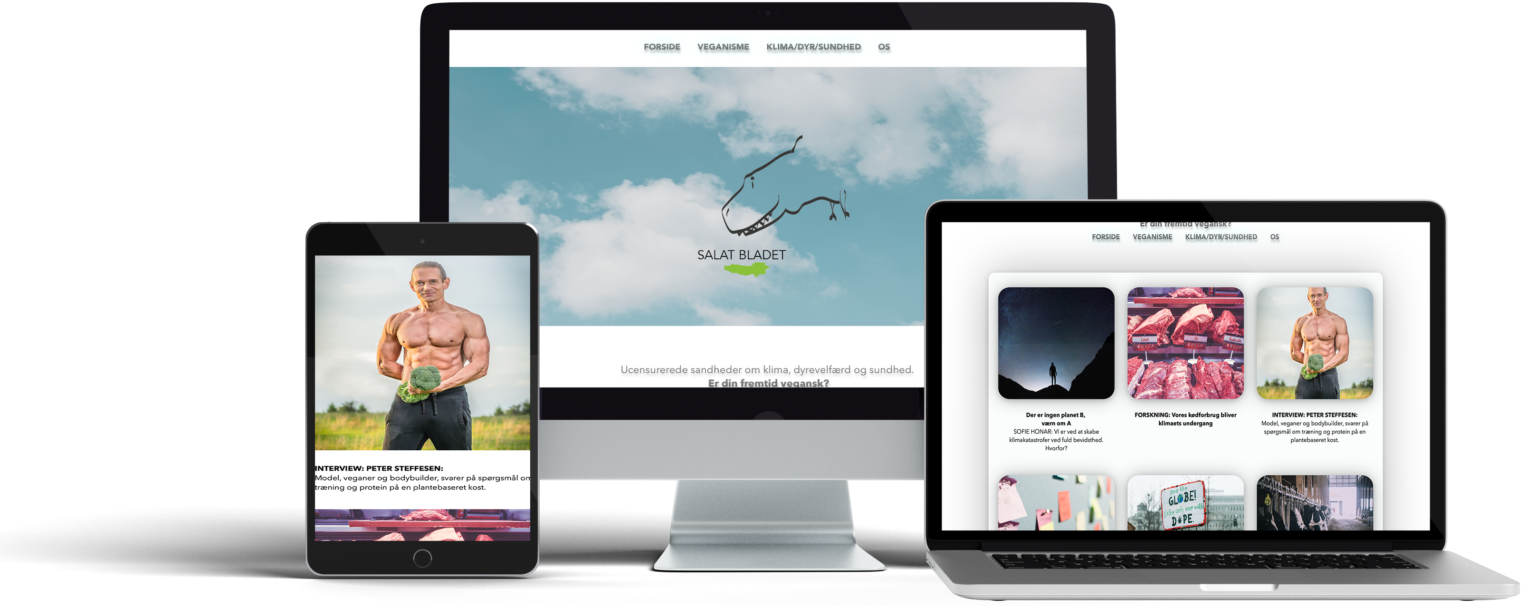 FORSIDE VEGANISME KLIMA/DYR/SUNDHED OS
SALAT BLADET
Ucensurerede sandheder om klima, dyrevelfærd og sundhed.
Er din fremtid vegansk?
INTERVIEW: PETER STEFFESEN:
Model, veganer og bodybuilder, svarer på spørgsmål om
træning og protein på en plantebaseret kost.
Er din fremtid vegansk?
FORSIDE VEGANISME KLIMA/DYR/SUNDHED OS
Der er ingen planet B,
værn om A
SOFIE HONAR: Vi er ved at skabe
klimakatastrofer ved fuld bevidsthed.
Hvorfor?
FORSKNING: Vores kødforbrug bliver
klimaets undergang
INTERVIEW: PETER STEFFESEN:
Model, veganer og bodybuilder, svarer på
spørgsmål om træning og protein på en
plantebaseret kost.
GLOBE!
DOPE.